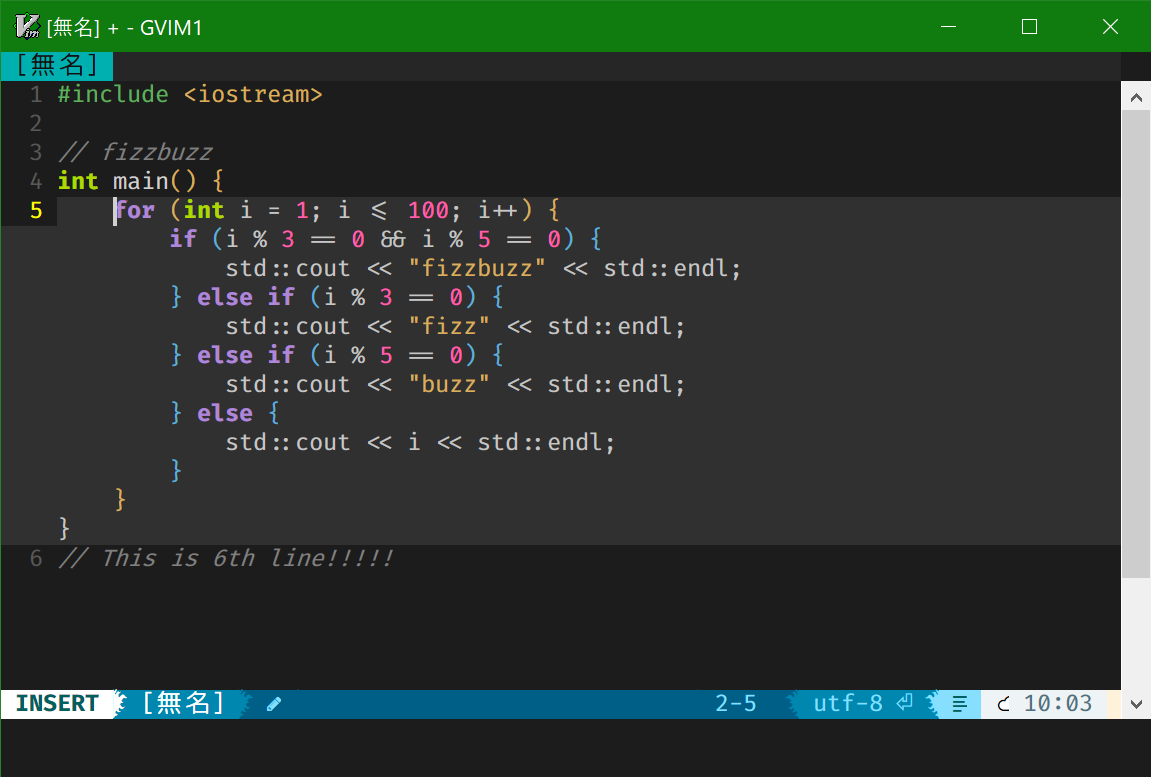 [無名] + - GVIM1
[無名]
1 #include <iostream>
2
3 // fizzbuzz
4 int main() {
5     for (int i = 1; i <= 100; i++) {
        if (i % 3 == 0 && i % 5 == 0) {
            std::cout << "fizzbuzz" << std::endl;
        } else if (i % 3 == 0) {
            std::cout << "fizz" << std::endl;
        } else if (i % 5 == 0) {
            std::cout << "buzz" << std::endl;
        } else {
            std::cout << i << std::endl;
        }
    }
}
6 // This is 6th line!!!!!
INSERT [無名] 2-5 utf-8 10:03